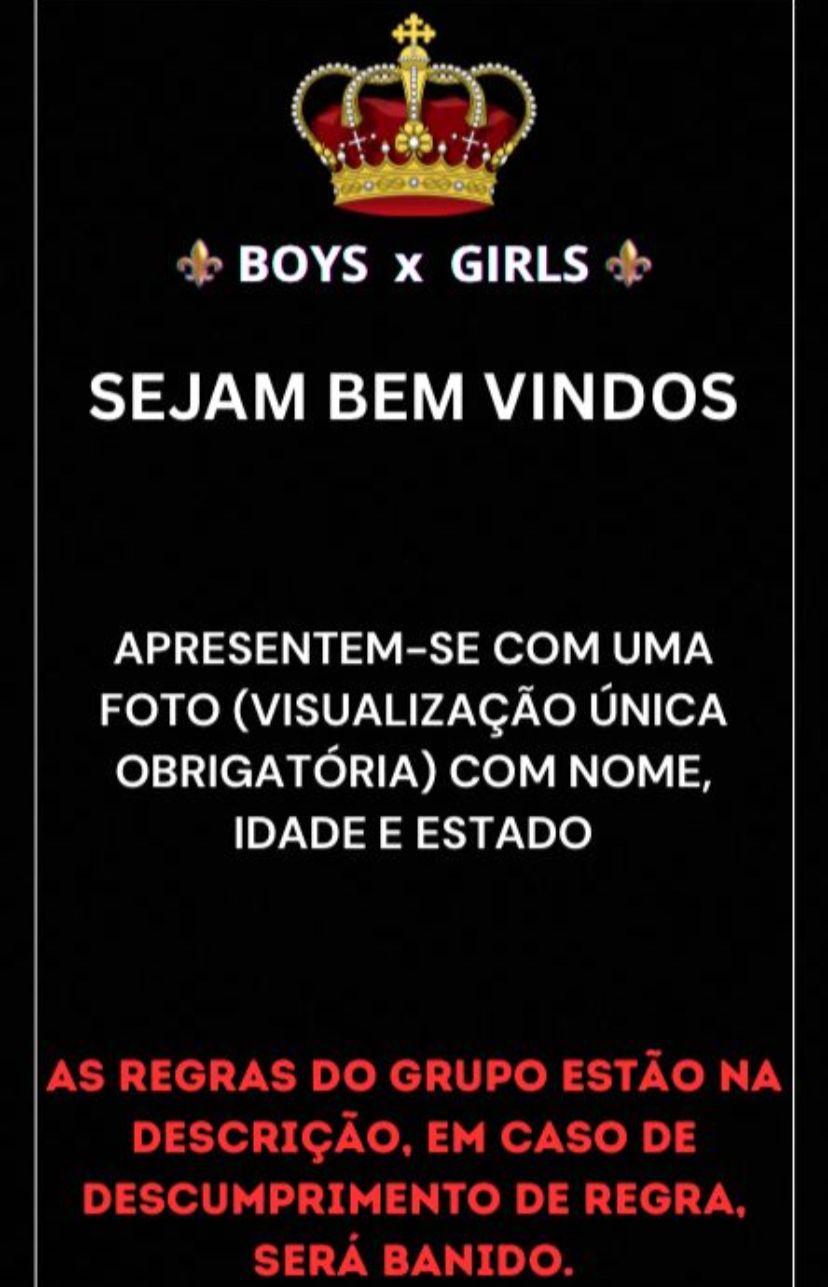 BOYS x GIRLS
SEJAM BEM VINDOS
APRESENTEM-SE COM UMA
FOTO (VISUALIZAÇÃO ÚNICA
OBRIGATÓRIA) COM NOME,
IDADE E ESTADO
AS REGRAS DO GRUPO ESTÃO NA
DESCRIÇÃO, EM CASO DE
DESCUMPRIMENTO DE REGRA,
SERÁ BANIDO.